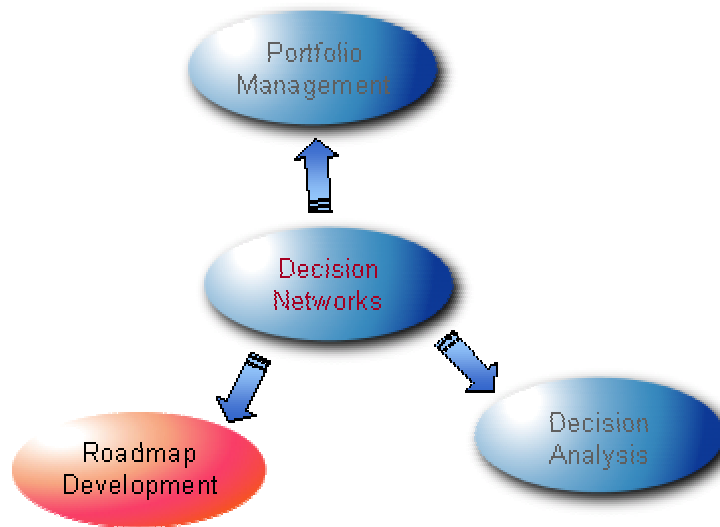 Portfolio
Management
Decision
Networks
Roadmap
Development
Decision
Analysis